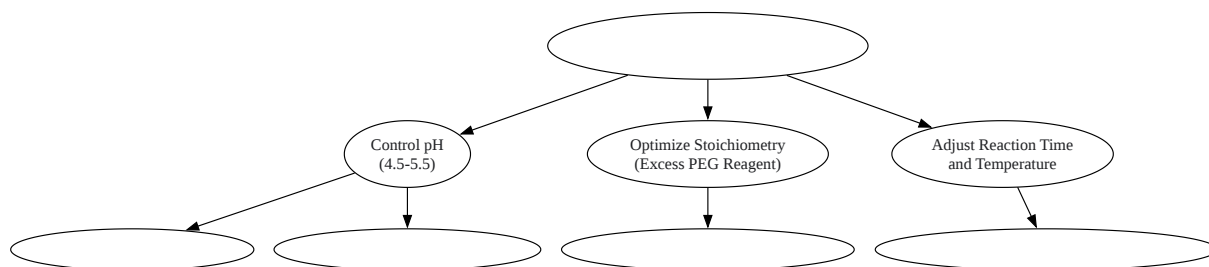 Control pH
(4.5-5.5)
Optimize Stoichiometry
(Excess PEG Reagent)
Adjust Reaction Time
and Temperature